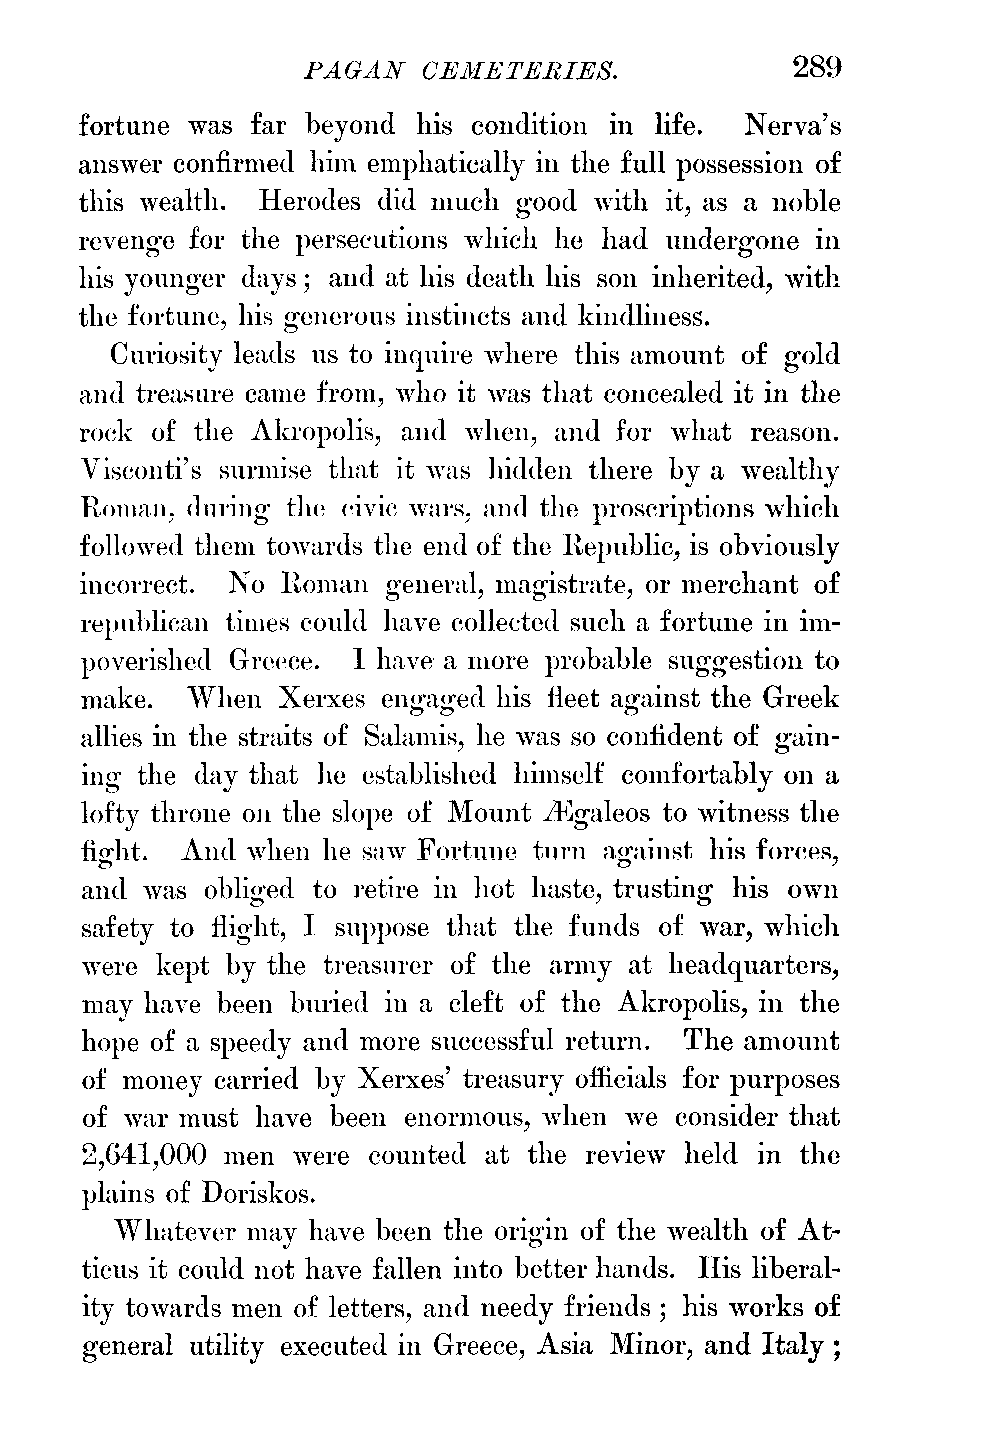 PAGAN CEMETERIES. 289
fortune was far beyond his condition in life. Nerva's
answer confirmed him emphatically in the full possession of
this wealth. Herodes did much good with it, as a noble
revenge for the persecutions which he had undergone in
his younger days; and at his death his son inherited, with
the fortune, his generous instincts and kindliness.
Curiosity leads us to inquire where this amount of gold
and treasure came from, who it was that concealed it in the
rock of the Akropolis, and when, and for what reason.
Visconti's surmise that it was hidden there by a wealthy
Roman, during the civic wars, and the proscriptions which
followed them towards the end of the Republic, is obviously
incorrect. No Roman general, magistrate, or merchant of
republican times could have collected such a fortune in im-
poverished Greece. I have a more probable suggestion to
make. When Xerxes engaged his fleet against the Greek
allies in the straits of Salamis, he was so confident of gain-
ing the day that he established himself comfortably on a
lofty throne on the slope of Mount Ægaleos to witness the
fight. And when he saw Fortune turn against his forces,
and was obliged to retire in hot haste, trusting his own
safety to flight, I suppose that the funds of war, which
were kept by the treasurer of the army at headquarters,
may have been buried in a cleft of the Akropolis, in the
hope of a speedy and more successful return. The amount
of money carried by Xerxes' treasury officials for purposes
of war must have been enormous, when we consider that
2,641,000 men were counted at the review held in the
plains of Doriskos.
Whatever may have been the origin of the wealth of At-
ticus it could not have fallen into better hands. His liberal-
ity towards men of letters, and needy friends; his works of
general utility executed in Greece, Asia Minor, and Italy;